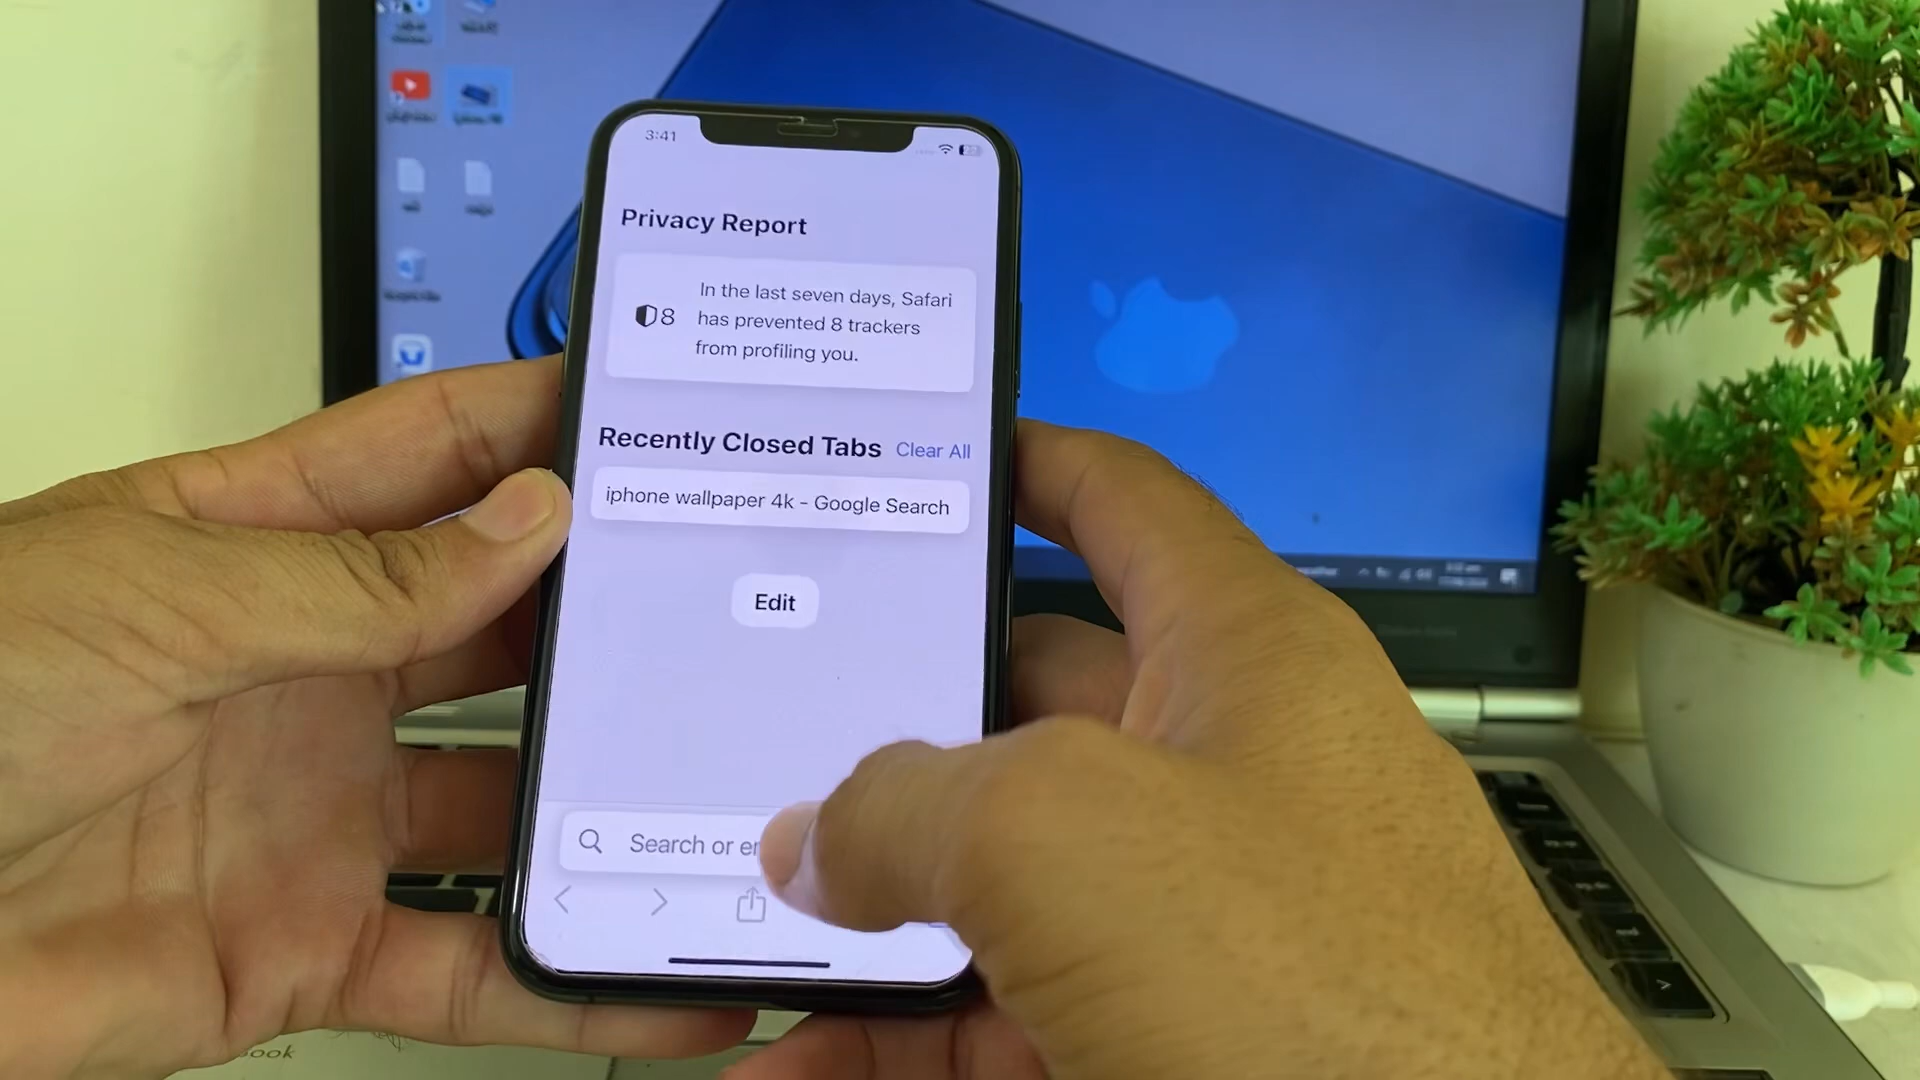 3:41
Privacy Report
8
In the last seven days, Safari
has prevented 8 trackers
from profiling you.
Recently Closed Tabs Clear All
iphone wallpaper 4k - Google Search
Edit
Search or
end